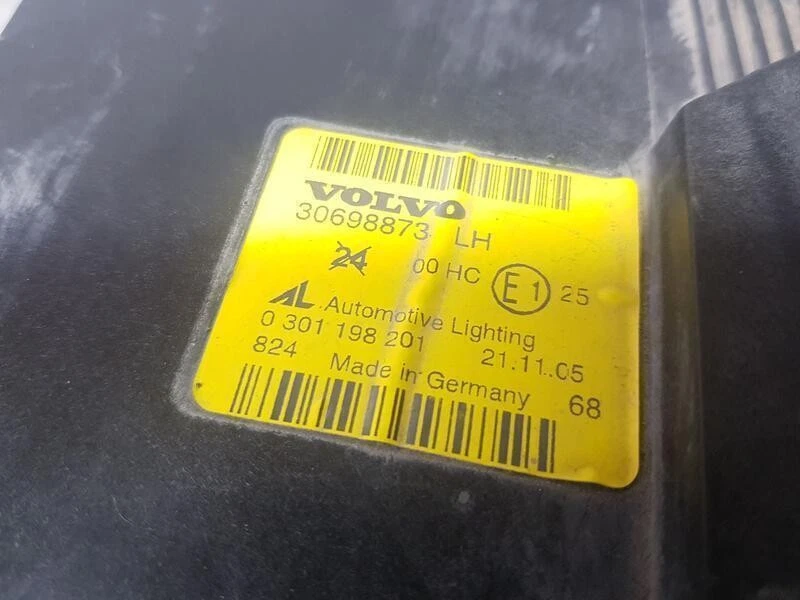 VOLVO
30698873 LH
24 00 HC E1 25
AL Automotive Lighting
0 301 198 201 21.11.05
824 Made in Germany 68